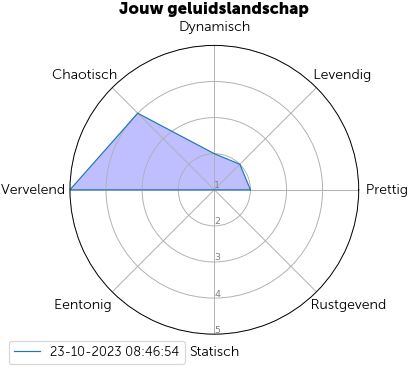 Jouw geluidslandschap
Dynamisch
Chaotisch
Levendig
Vervelend
Prettig
1
2
3
4
5
Eentonig
Rustgevend
23-10-2023 08:46:54
Statisch